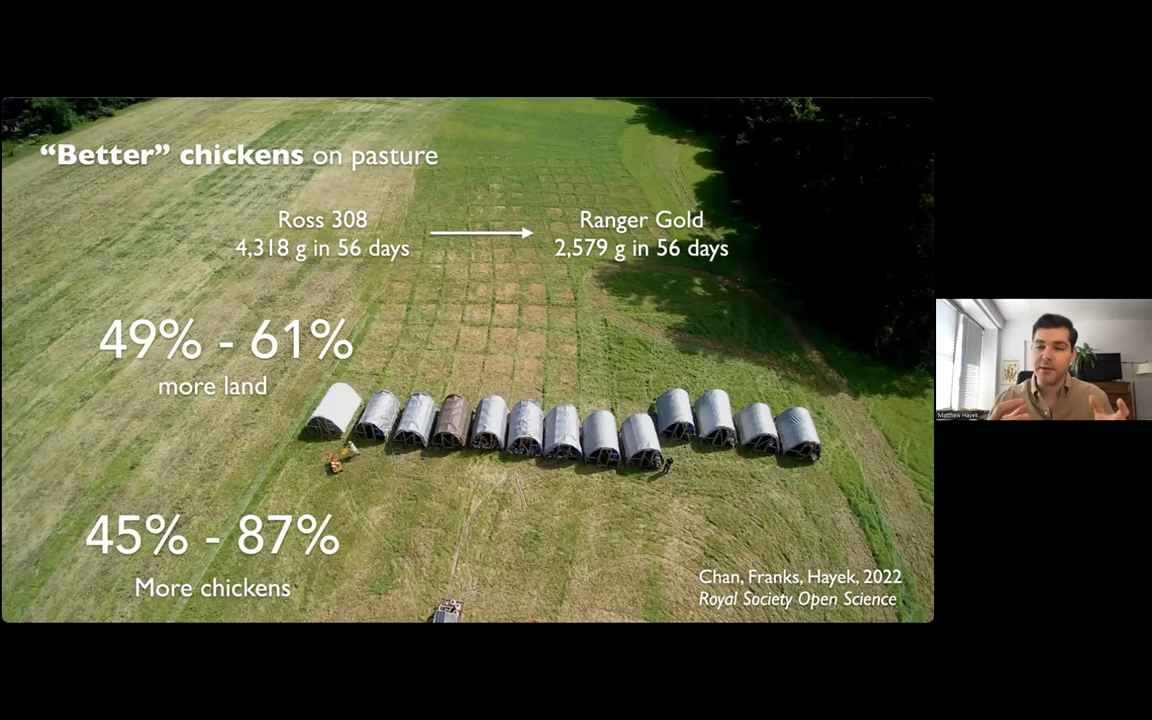 “Better” chickens on pasture
Ross 308
4,318 g in 56 days
Ranger Gold
2,579 g in 56 days
49% - 61%
more land
45% - 87%
More chickens
Chan, Franks, Hayek, 2022
Royal Society Open Science
Matthew Hayek